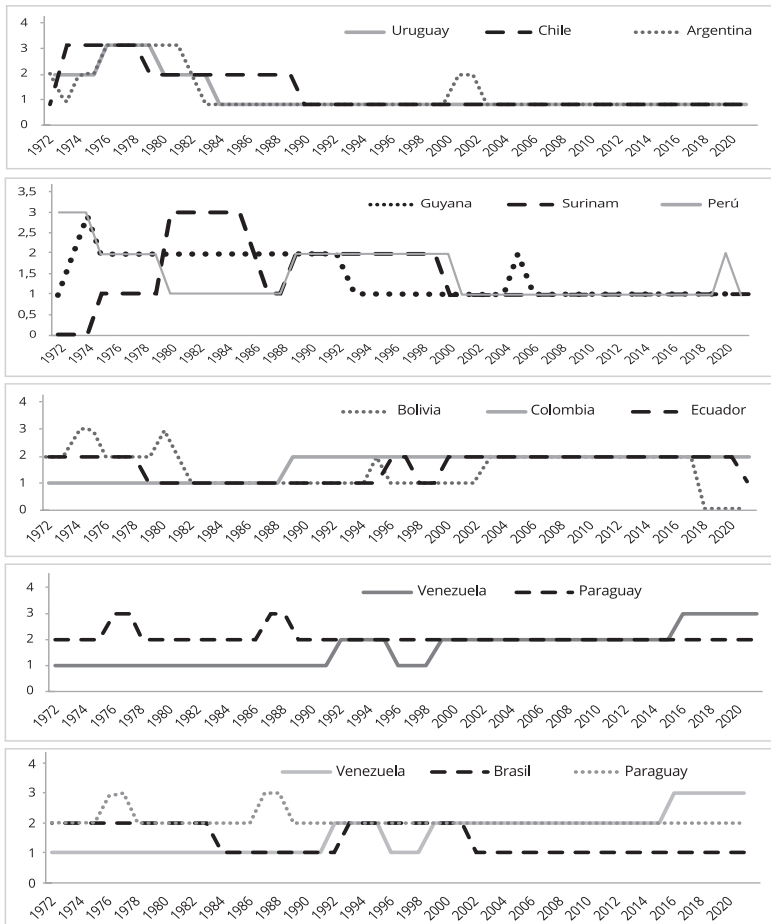 Uruguay Chile Argentina
4
3
2
1
0
1972 1974 1976 1978 1980 1982 1984 1986 1988 1990 1992 1994 1996 1998 2000 2002 2004 2006 2008 2010 2012 2014 2016 2018 2020
3,5
Guyana Surinam Perú
3
2,5
2
1,5
1
0,5
0
1972 1974 1976 1978 1980 1982 1984 1986 1988 1990 1992 1994 1996 1998 2000 2002 2004 2006 2008 2010 2012 2014 2016 2018 2020
4
Bolivia Colombia Ecuador
3
2
1
0
1972 1974 1976 1978 1980 1982 1984 1986 1988 1990 1992 1994 1996 1998 2000 2002 2004 2006 2008 2010 2012 2014 2016 2018 2020
4
Venezuela Paraguay
3
2
1
0
1972 1974 1976 1978 1980 1982 1984 1986 1988 1990 1992 1994 1996 1998 2000 2002 2004 2006 2008 2010 2012 2014 2016 2018 2020
Venezuela Brasil Paraguay
4
3
2
1
0
1972 1974 1976 1978 1980 1982 1984 1986 1988 1990 1992 1994 1996 1998 2000 2002 2004 2006 2008 2010 2012 2014 2016 2018 2020